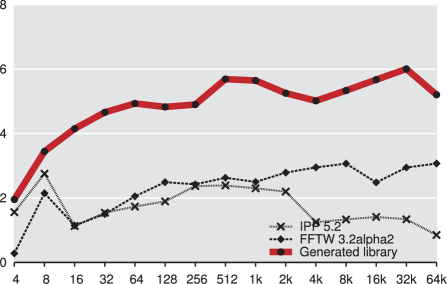 8
6
4
2
0
IPP 5.2
FFTW 3.2alpha2
Generated library
4 8 16 32 64 128 256 512 1k 2k 4k 8k 16k 32k 64k